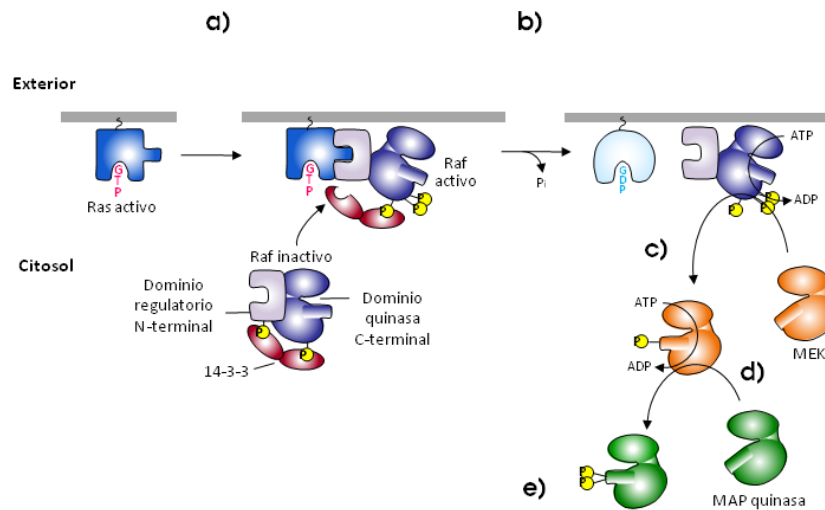 a)
b)
Exterior
G
T
P
Ras activo
G
T
P
Raf
activo
P
P
P
Pi
G
D
P
ATP
ADP
P
P
P
c)
Citosol
Raf inactivo
Dominio
regulatorio
N-terminal
Dominio
quinasa
C-terminal
P
P
14-3-3
ATP
P
ADP
MEK
d)
e)
P
P
MAP quinasa